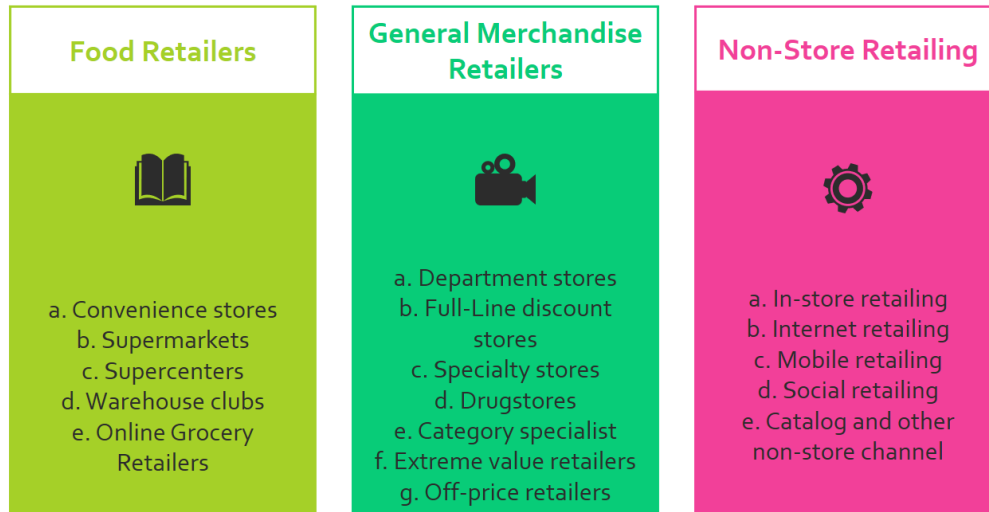 Food Retailers
a. Convenience stores
b. Supermarkets
c. Supercenters
d. Warehouse clubs
e. Online Grocery
Retailers
General Merchandise
Retailers
a. Department stores
b. Full-Line discount
stores
c. Specialty stores
d. Drugstores
e. Category specialist
f. Extreme value retailers
g. Off-price retailers
Non-Store Retailing
a. In-store retailing
b. Internet retailing
c. Mobile retailing
d. Social retailing
e. Catalog and other
non-store channel